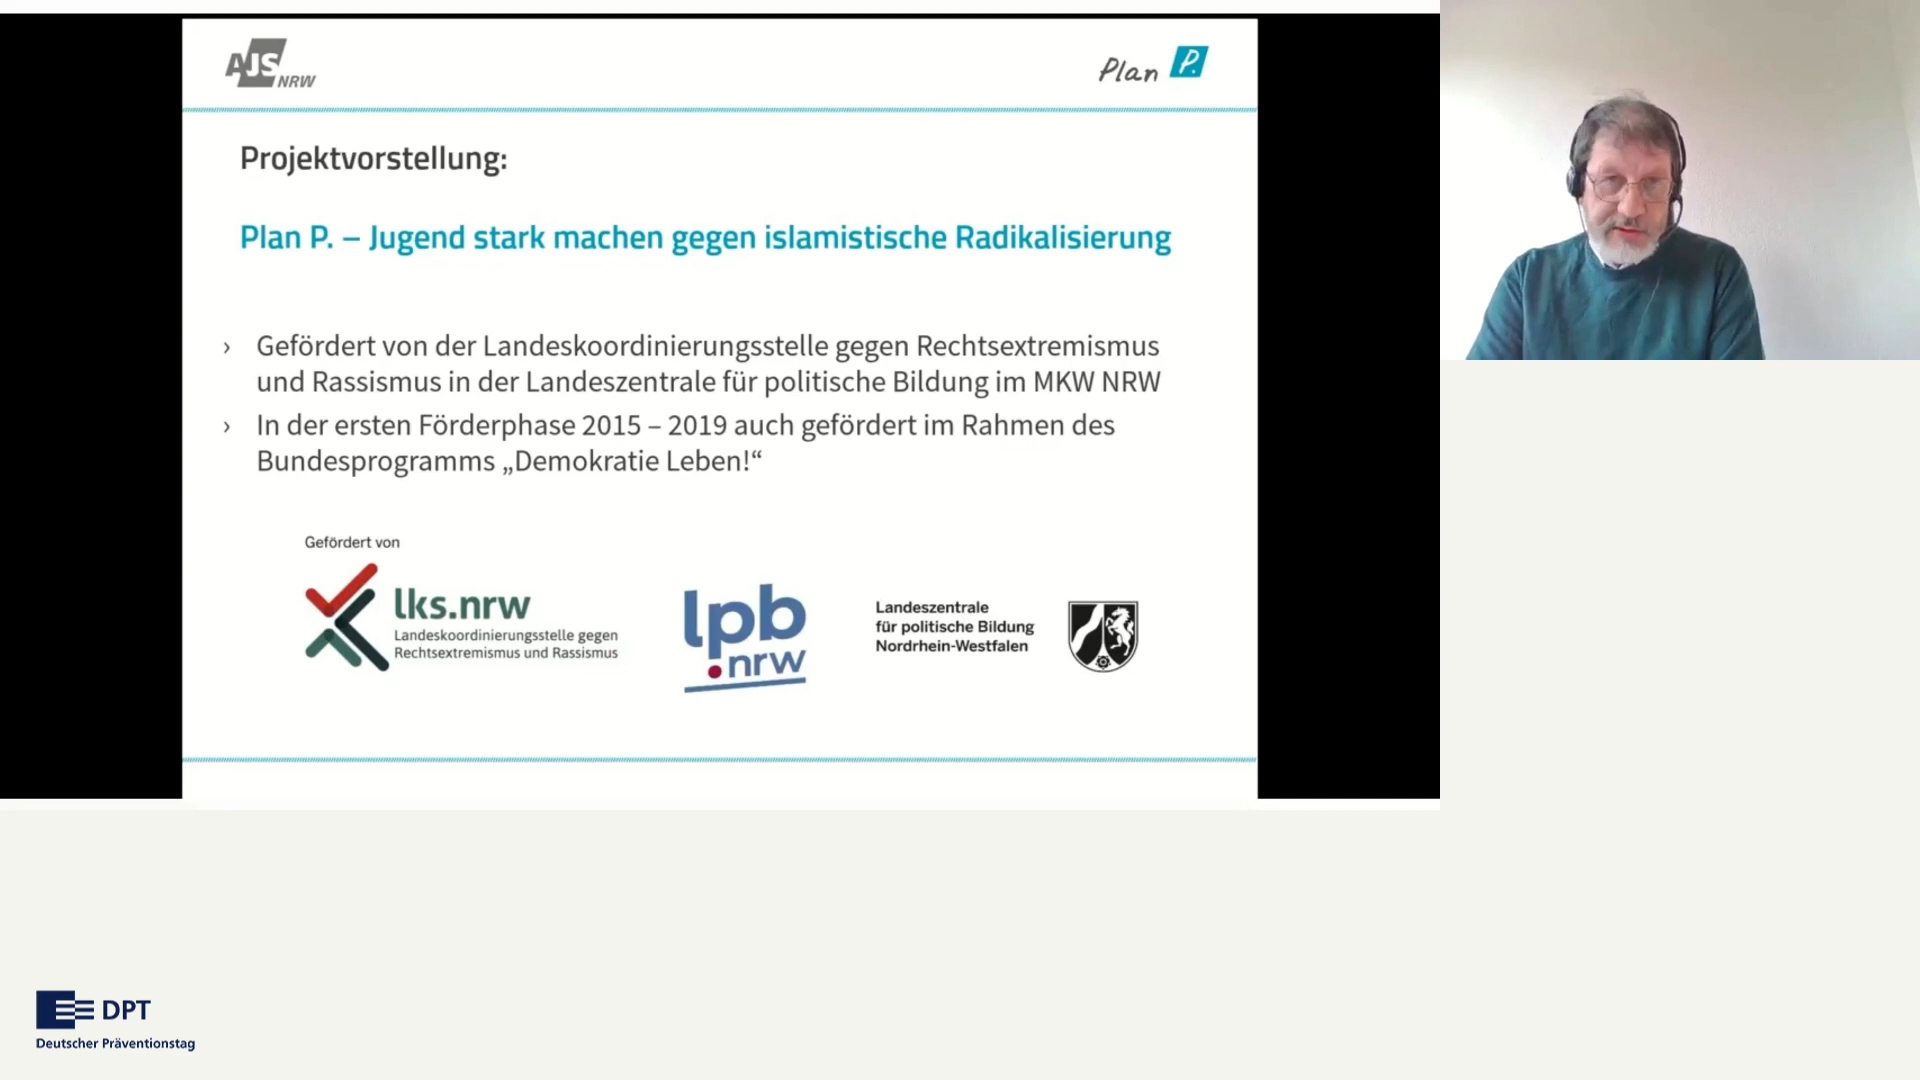 AJS NRW
Plan P.
Projektvorstellung:
Plan P. – Jugend stark machen gegen islamistische Radikalisierung
› Gefördert von der Landeskoordinierungsstelle gegen Rechtsextremismus
und Rassismus in der Landeszentrale für politische Bildung im MKW NRW
› In der ersten Förderphase 2015 – 2019 auch gefördert im Rahmen des
Bundesprogramms „Demokratie Leben!“
Gefördert von
lks.nrw
Landeskoordinierungsstelle gegen
Rechtsextremismus und Rassismus
lpb
.nrw
Landeszentrale
für politische Bildung
Nordrhein-Westfalen
DPT
Deutscher Präventionstag